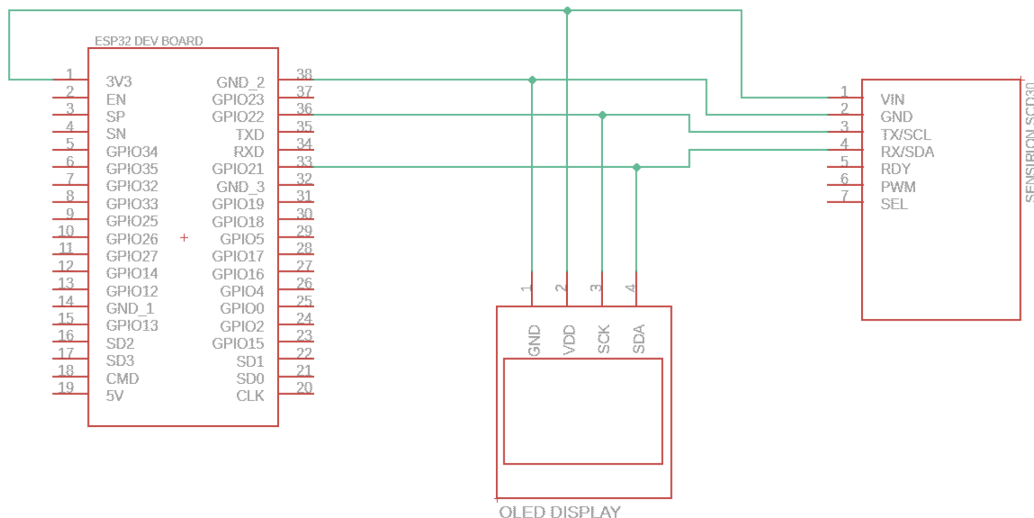 ESP32 DEV BOARD
1 3V3 GND_2 38
2 EN GPIO23 37
3 SP GPIO22 36
4 SN TXD 35
5 GPIO34 RXD 34
6 GPIO35 GPIO21 33
7 GPIO32 GND_3 32
8 GPIO33 GPIO19 31
9 GPIO25 GPIO18 30
10 GPIO26 GPIO5 29
11 GPIO27 GPIO17 28
12 GPIO14 GPIO16 27
13 GPIO12 GPIO4 26
14 GND_1 GPIO0 25
15 GPIO13 GPIO2 24
16 SD2 GPIO15 23
17 SD3 SD1 22
18 CMD SD0 21
19 5V CLK 20
1 2 3 4
GND VDD SCK SDA
OLED DISPLAY
1 VIN
2 GND
3 TX/SCL
4 RX/SDA
5 RDY
6 PWM
7 SEL
SENSIRION SCD30